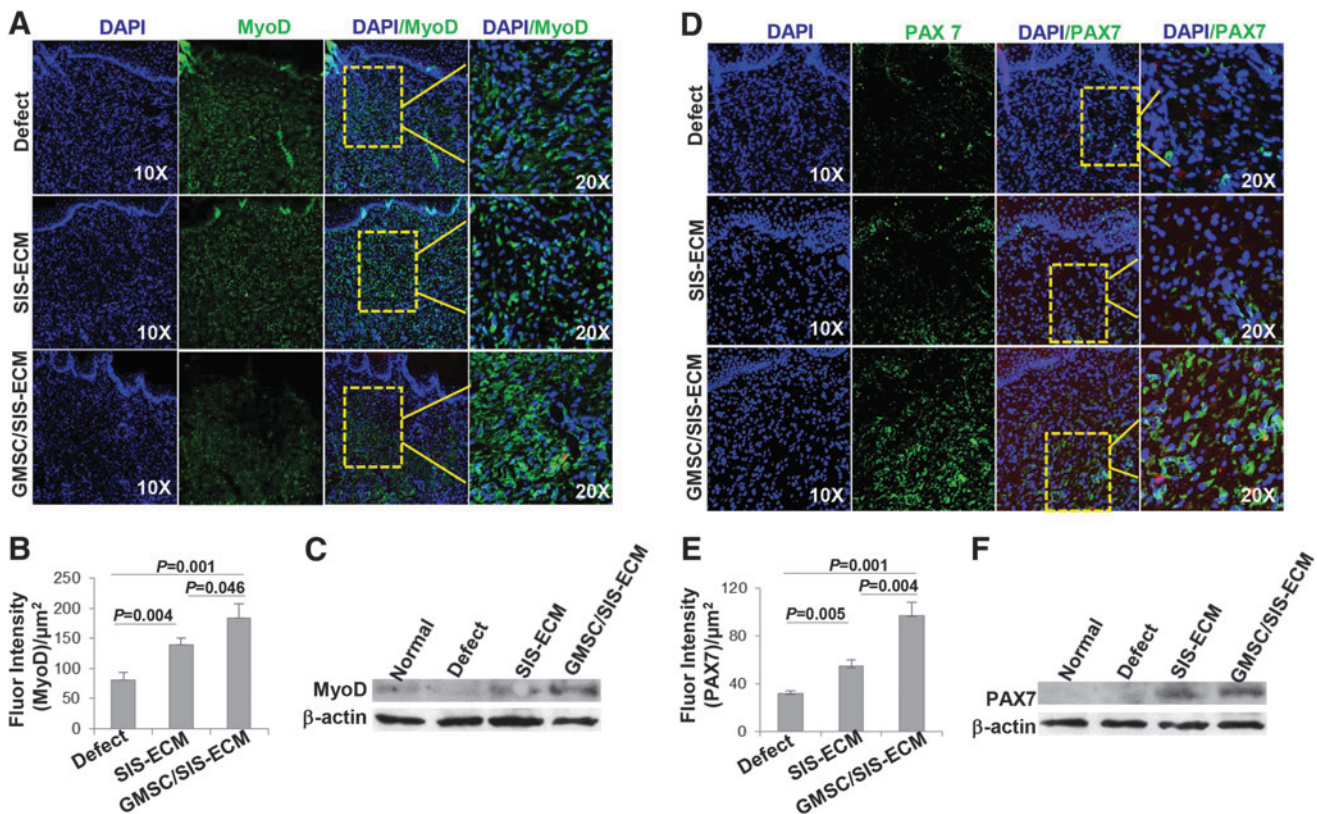 A
DAPI MyoD DAPI/MyoD DAPI/MyoD
Defect
10X 20X
SIS-ECM
10X 20X
GMSC/SIS-ECM
10X 20X
B
Fluor Intensity
(MyoD)/µm²
250
200
150
100
50
0
P=0.001
P=0.046
P=0.004
Defect
SIS-ECM
GMSC/SIS-ECM
C
Normal
Defect
SIS-ECM
GMSC/SIS-ECM
MyoD
β-actin
D
DAPI PAX 7 DAPI/PAX7 DAPI/PAX7
Defect
10X 20X
SIS-ECM
10X 20X
GMSC/SIS-ECM
10X 20X
E
Fluor Intensity
(PAX7)/µm²
120
80
40
0
P=0.001
P=0.004
P=0.005
Defect
SIS-ECM
GMSC/SIS-ECM
F
Normal
Defect
SIS-ECM
GMSC/SIS-ECM
PAX7
β-actin